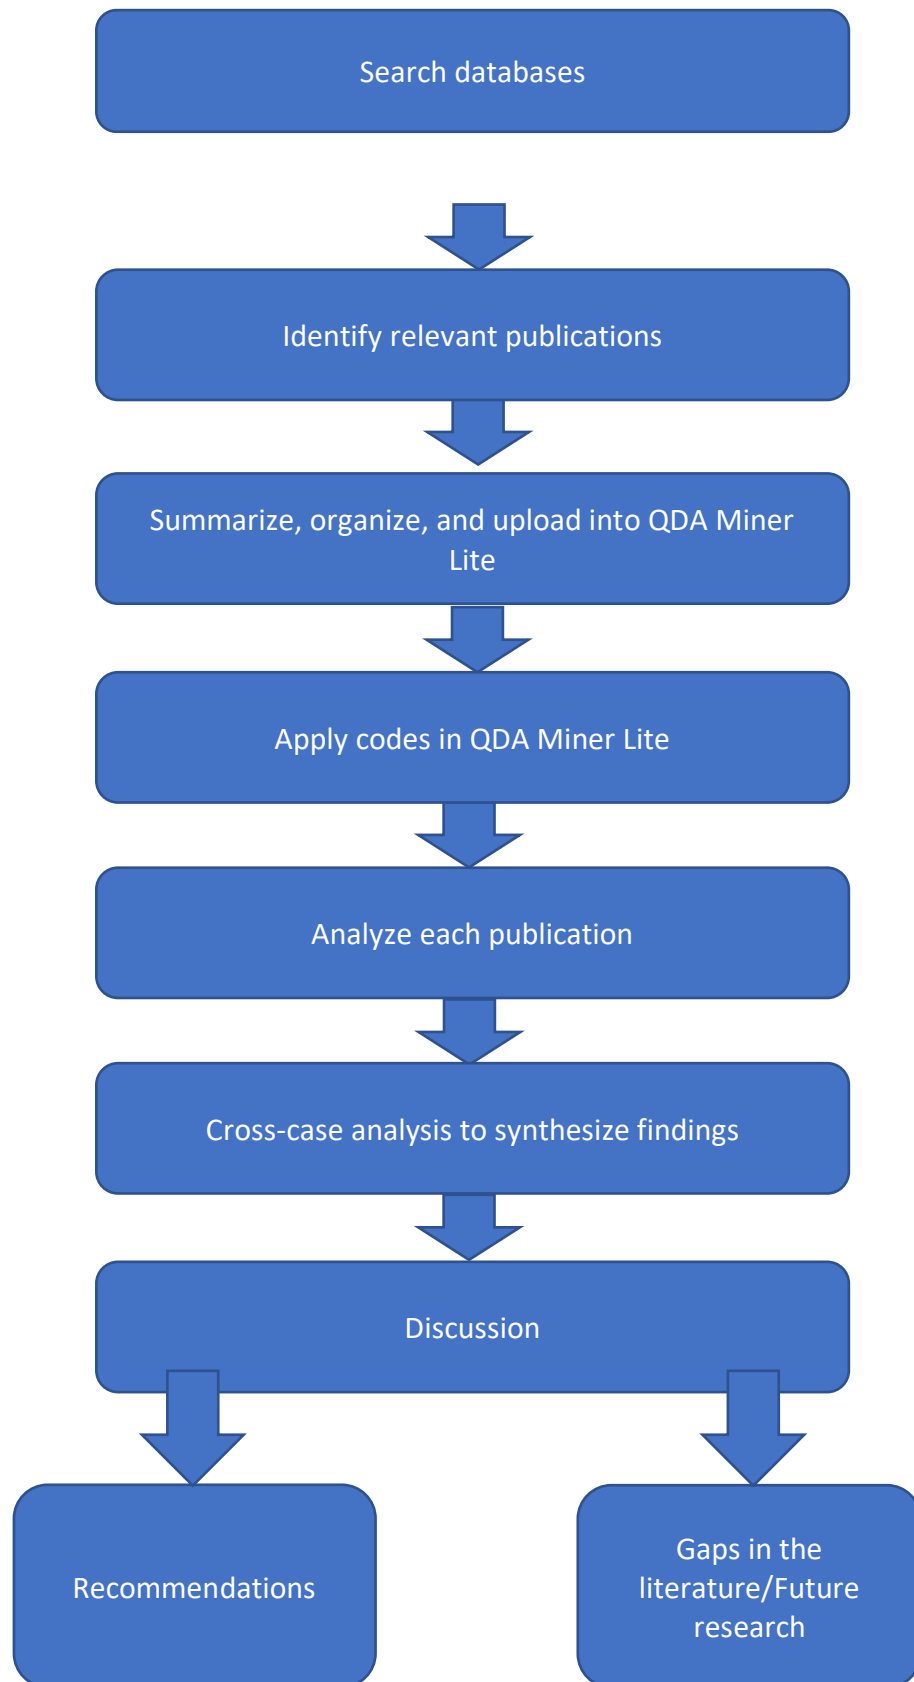 Search databases
Identify relevant publications
Summarize, organize, and upload into QDA Miner
Lite
Apply codes in QDA Miner Lite
Analyze each publication
Cross-case analysis to synthesize findings
Discussion
Recommendations
Gaps in the
literature/Future
research